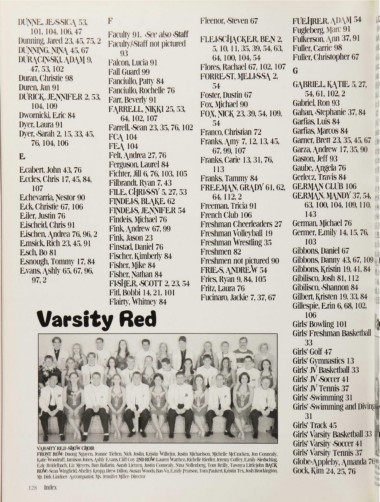 DUNNE, JESSICA 53,
101, 104, 106, 47
Dunning, Jared 23, 45, 75, 2
DUNNING, NINA 45, 67
DURACINSKI, ADAM 9,
47, 53, 102
Duran, Christie 98
Duren, Jan 91
DURICK, JENNIFER 2, 53,
104, 109
Dwornicki, Eric 84
Dyer, Laura 91
Dyer, Sarah 2, 15, 33, 45,
76, 104, 106
E
Ecabert, John 43, 76
Eccles, Chris 17, 45, 84,
107
Echevarria, Nestor 90
Eck, Christie 67, 106
Eiler, Justin 76
Eischeid, Chris 91
Eischen, Andrea 76, 96, 2
Emsick, Rich 23, 45, 91
Esch, Bo 81
Esnough, Tommy 17, 84
Evans, Ashly 65, 67, 96,
97, 2
F
Faculty 91. See also Staff
Faculty/Staff not pictured
93
Falcon, Lucia 91
Fall Guard 99
Fanciullo, Patty 84
Fanciullo, Rochelle 76
Farr, Beverly 91
FARRELL, NIKKI 25, 53,
64, 102, 107
Farrell, Sean 23, 35, 76, 102
FCA 104
FEA 104
Felt, Andrea 27, 76
Ferguson, Laurel 84
Fichter, Jill 6, 76, 103, 105
Filbrandt, Ryan 7, 43
FILE, CHRISSY 5, 27, 53
FINDEJS, BLAKE 62
FINDEJS, JENNIFER 54
Findeis, Michael 76
Fink, Andrew 67, 99
Fink, Jason 23
Finstad, Daniel 76
Fischer, Kimberly 84
Fisher, Mike 84
Fisher, Nathan 84
FISHER, SCOTT 2, 23, 54
Fitl, Bobbi 14, 21, 101
Flairty, Whitney 84
Fleenor, Steven 67
FLEISCHACKER, BEN 2,
5, 10, 11, 35, 39, 54, 63,
64, 100, 104, 54
Flores, Rachael 67, 102, 107
FORREST, MELISSA 2,
54
Foster, Dustin 67
Fox, Michael 90
FOX, NICK 23, 39, 54, 109,
54
Franco, Christian 72
Franks, Amy 7, 12, 13, 45,
67, 99, 107
Franks, Carie 13, 31, 76,
113
Franks, Tammy 84
FREEMAN, GRADY 61, 62,
64, 112, 2
Freeman, Tricia 91
French Club 106
Freshman Cheerleaders 27
Freshman Volleyball 19
Freshman Wrestling 35
Freshmen 82
Freshmen not pictured 90
FRIES, ANDREW 54
Fries, Ryan 9, 84, 105
Fritz, Laura 76
Fucinaro, Jackie 7, 37, 67
FUEHRER, ADAM 54
Fugleberg, Marc 91
Fulkerson, Ann 37, 91
Fuller, Carrie 98
Fuller, Christopher 67
G
GABRIEL, KATIE, 5, 27,
54, 61, 102, 2
Gabriel, Ron 93
Gahan, Stephanie 37, 84
Garfias, Luis 84
Garfias, Marcos 84
Garner, Brett 23, 35, 45, 67
Garza, Andrew 17, 35, 90
Gaston, Jeff 93
Gaube, Angela 76
Gerlecz, Travis 84
GERMAN CLUB 106
GERMAN, MANDY 37, 54,
63, 100, 104, 109, 110,
143
German, Michael 76
Germer, Emily 14, 15, 76,
103
Gibbons, Daniel 67
Gibbons, Danny 43, 67, 109
Gibbons, Kristin 19, 41, 84
Gibilisco, Josh 81, 112
Gibilisco, Shannon 84
Gilbert, Kristen 19, 33, 84
Gillespie, Erin 6, 68, 102,
106
Girls' Bowling 101
Girls' Freshman Basketball
33
Girls' Golf 47
Girls' Gymnastics 13
Girls' JV Basketball 33
Girls' JV Soccer 41
Girls' JV Tennis 37
Girls' Swimming 31
Girls' Swimming and Diving
31
Girls' Track 45
Girls' Varsity Basketball 33
Girls' Varsity Soccer 41
Girls' Varsity Tennis 37
Globe-Appleby, Amanda 76
Gock, Kim 24, 25, 76
Varsity Red
VARSITY RED SHOW CHOIR
Index